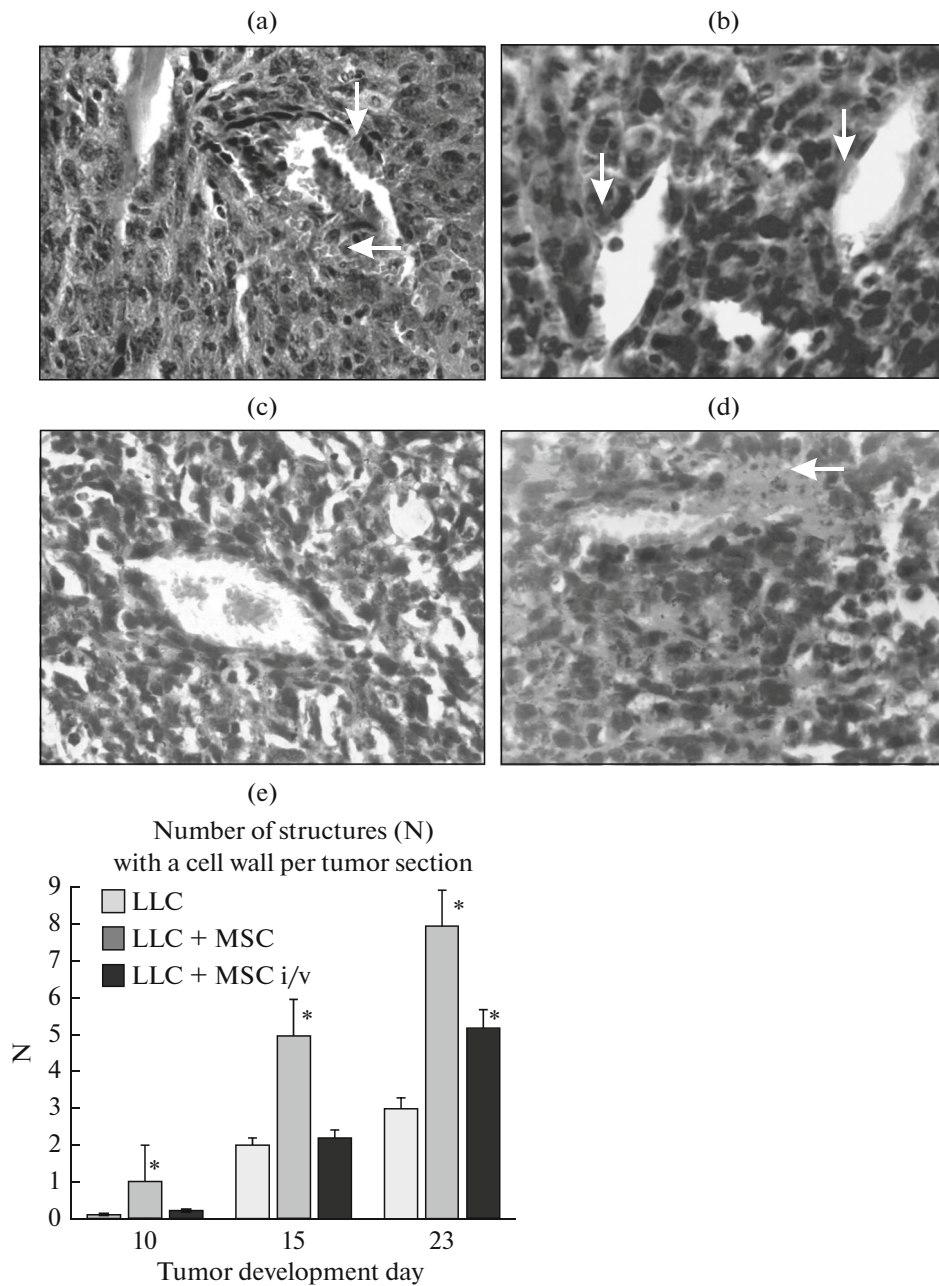 (a)
(b)
(c)
(d)
(e)
Number of structures (N)
with a cell wall per tumor section
9
8
7
6
5
4
3
2
1
0
N
LLC
LLC + MSC
LLC + MSC i/v
*
*
*
*
10
15
23
Tumor development day